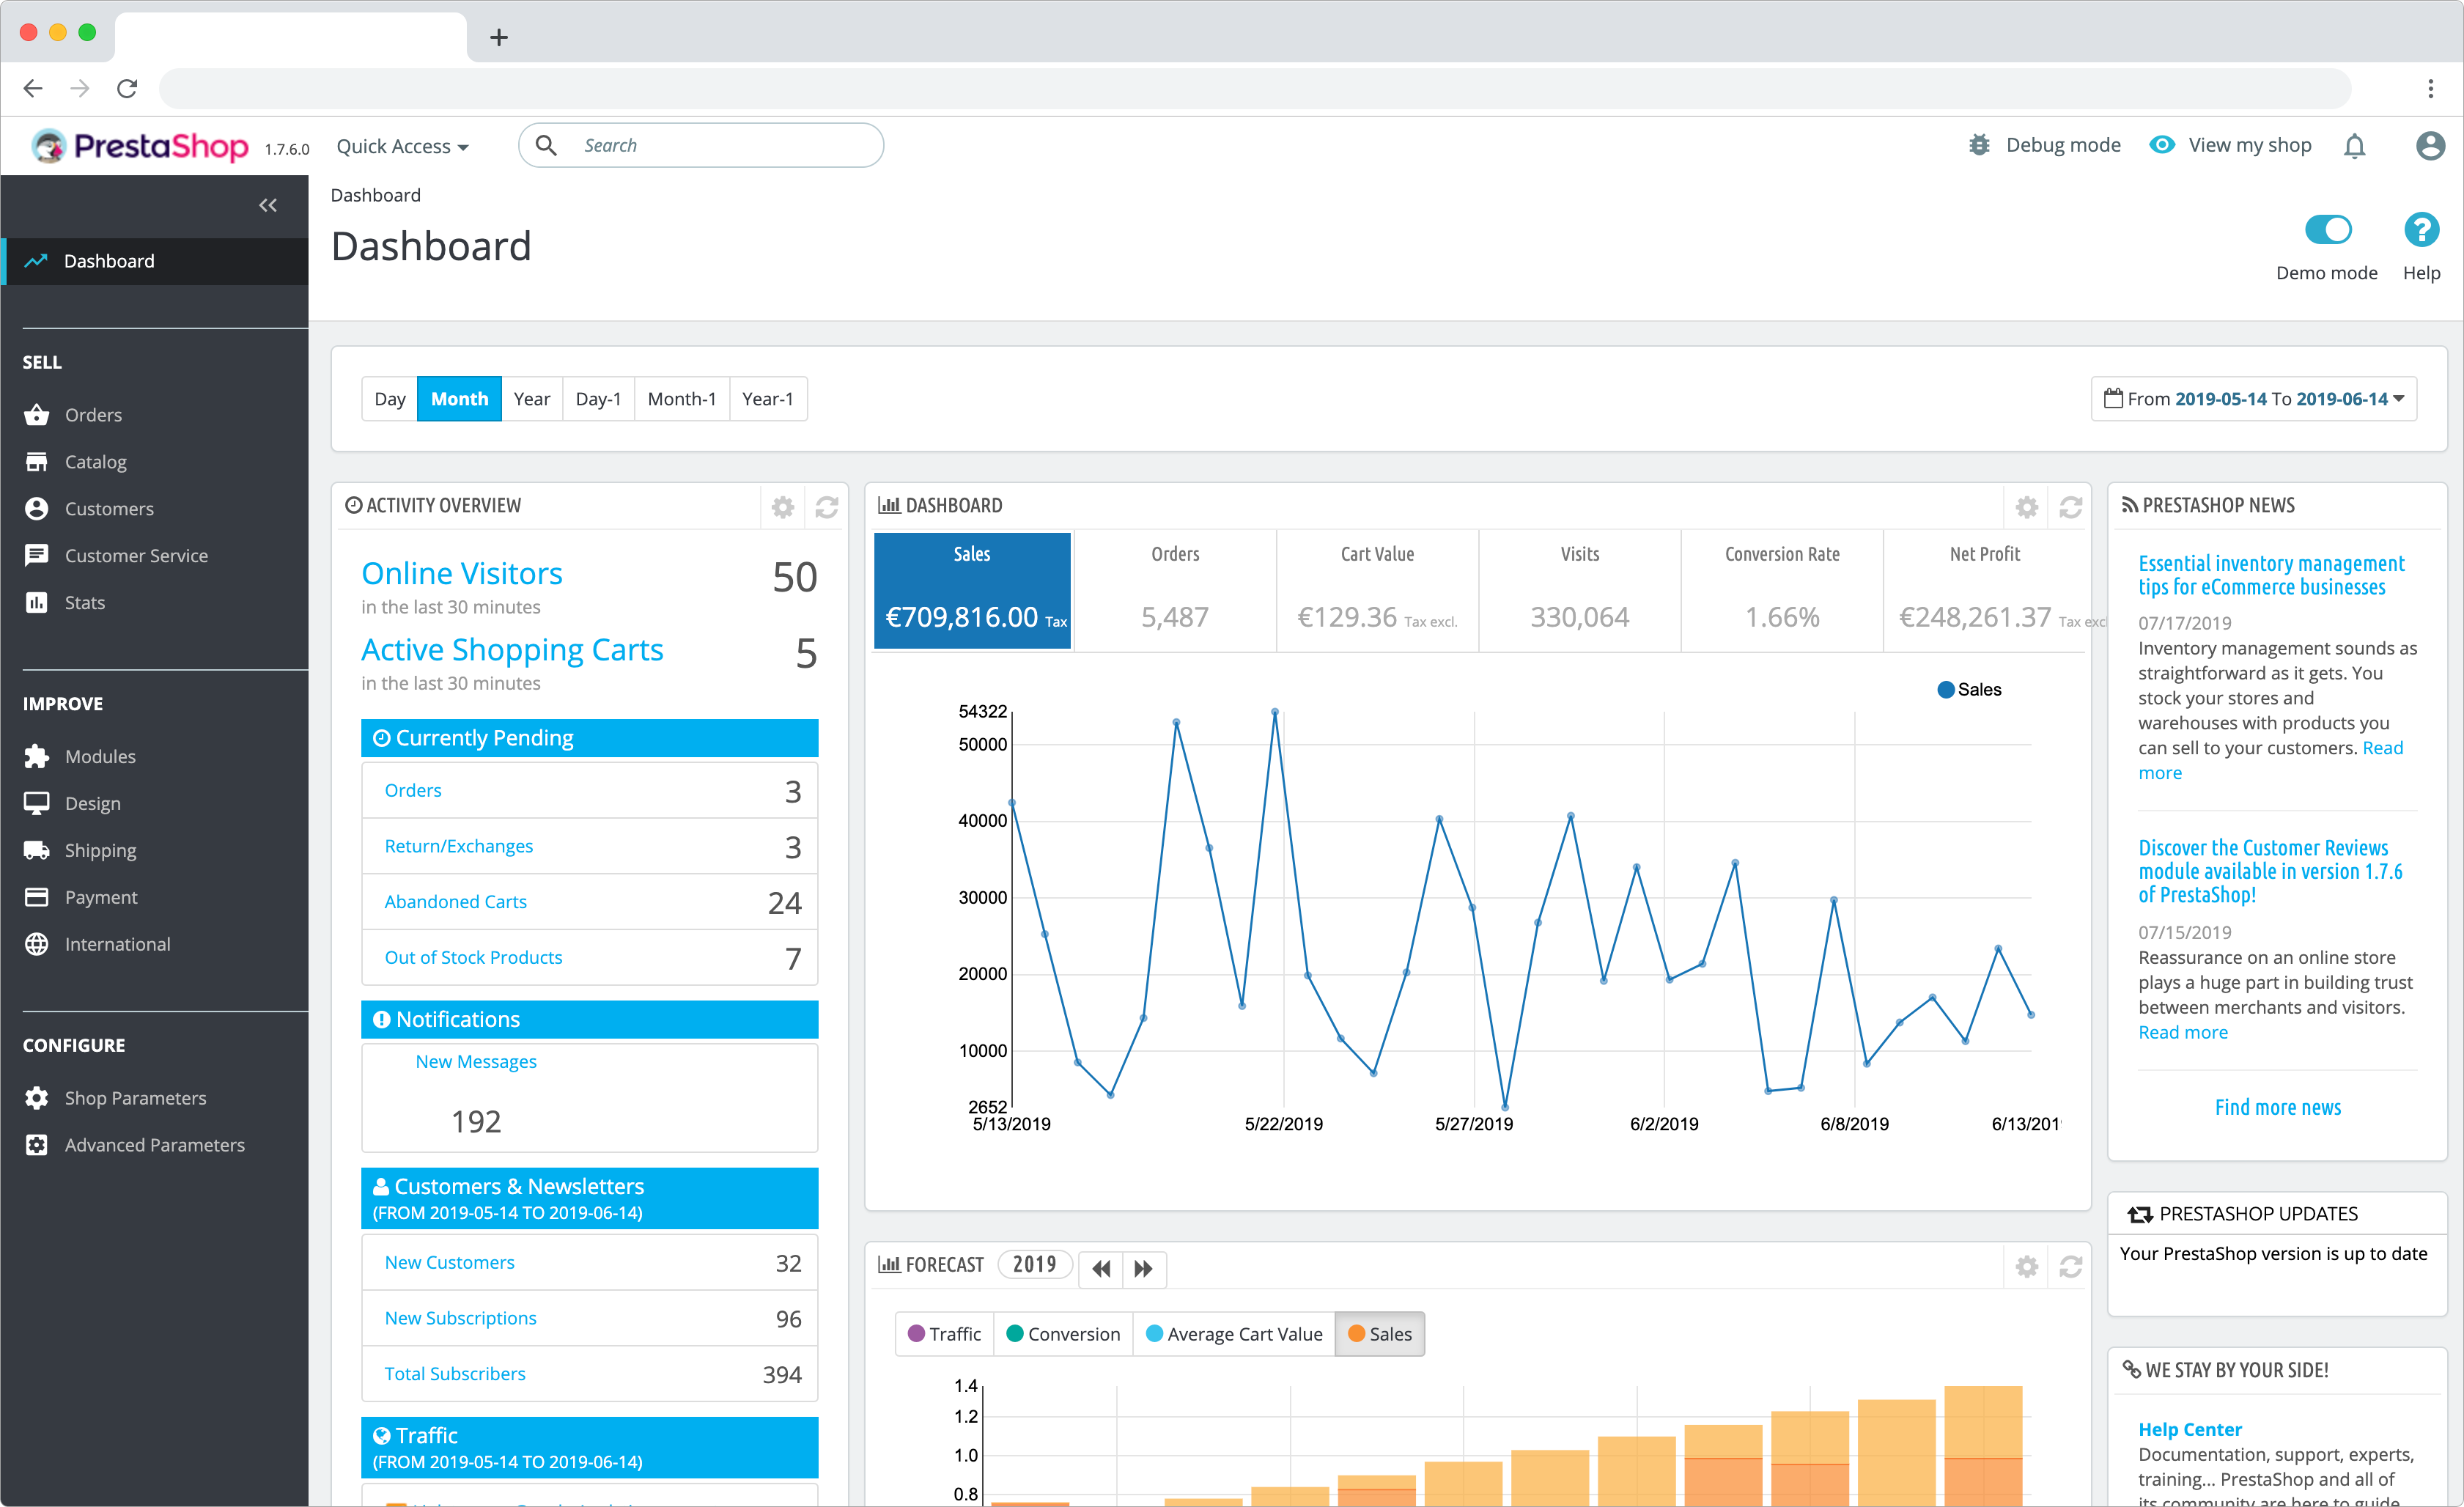 PrestaShop 1.7.6.0
Quick Access
Search
Debug mode
View my shop
Dashboard
Dashboard
Demo mode
Help
Dashboard
SELL
Orders
Catalog
Customers
Customer Service
Stats
IMPROVE
Modules
Design
Shipping
Payment
International
CONFIGURE
Shop Parameters
Advanced Parameters
Day Month Year Day-1 Month-1 Year-1
From 2019-05-14 To 2019-06-14
ACTIVITY OVERVIEW
Online Visitors 50
in the last 30 minutes
Active Shopping Carts 5
in the last 30 minutes
Currently Pending
Orders 3
Return/Exchanges 3
Abandoned Carts 24
Out of Stock Products 7
Notifications
New Messages
192
Customers & Newsletters
(FROM 2019-05-14 TO 2019-06-14)
New Customers 32
New Subscriptions 96
Total Subscribers 394
Traffic
(FROM 2019-05-14 TO 2019-06-14)
DASHBOARD
Sales Orders Cart Value Visits Conversion Rate Net Profit
€709,816.00 Tax 5,487 €129.36 Tax excl. 330,064 1.66% €248,261.37 Tax excl
Sales
54322
50000
40000
30000
20000
10000
2652
5/13/2019 5/22/2019 5/27/2019 6/2/2019 6/8/2019 6/13/201
FORECAST 2019
Traffic Conversion Average Cart Value Sales
1.4
1.2
1.0
0.8
PRESTASHOP NEWS
Essential inventory management
tips for eCommerce businesses
07/17/2019
Inventory management sounds as
straightforward as it gets. You
stock your stores and
warehouses with products you
can sell to your customers. Read
more
Discover the Customer Reviews
module available in version 1.7.6
of PrestaShop!
07/15/2019
Reassurance on an online store
plays a huge part in building trust
between merchants and visitors.
Read more
Find more news
PRESTASHOP UPDATES
Your PrestaShop version is up to date
WE STAY BY YOUR SIDE!
Help Center
Documentation, support, experts,
training... PrestaShop and all of
its community are here to guide